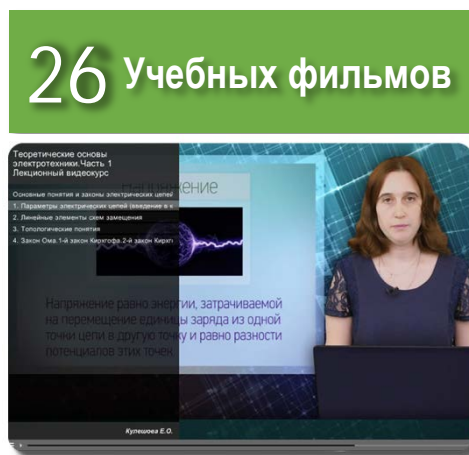 26 Учебных фильмов
Теоретические основы
электротехники.Часть 1
Лекционный видеокурс
Основные понятия и законы электрических цепей
1. Параметры электрических цепей (введение в к
2. Линейные элементы схем замещения
3. Топологические понятия
4. Закон Ома.1-й закон Кирхгофа.2-й закон Кирхг
Напряжение
Напряжение равно энергии, затрачиваемой
на перемещение единицы заряда из одной
точки цепи в другую точку и равно разности
потенциалов этих точек
Кулешова Е.О.